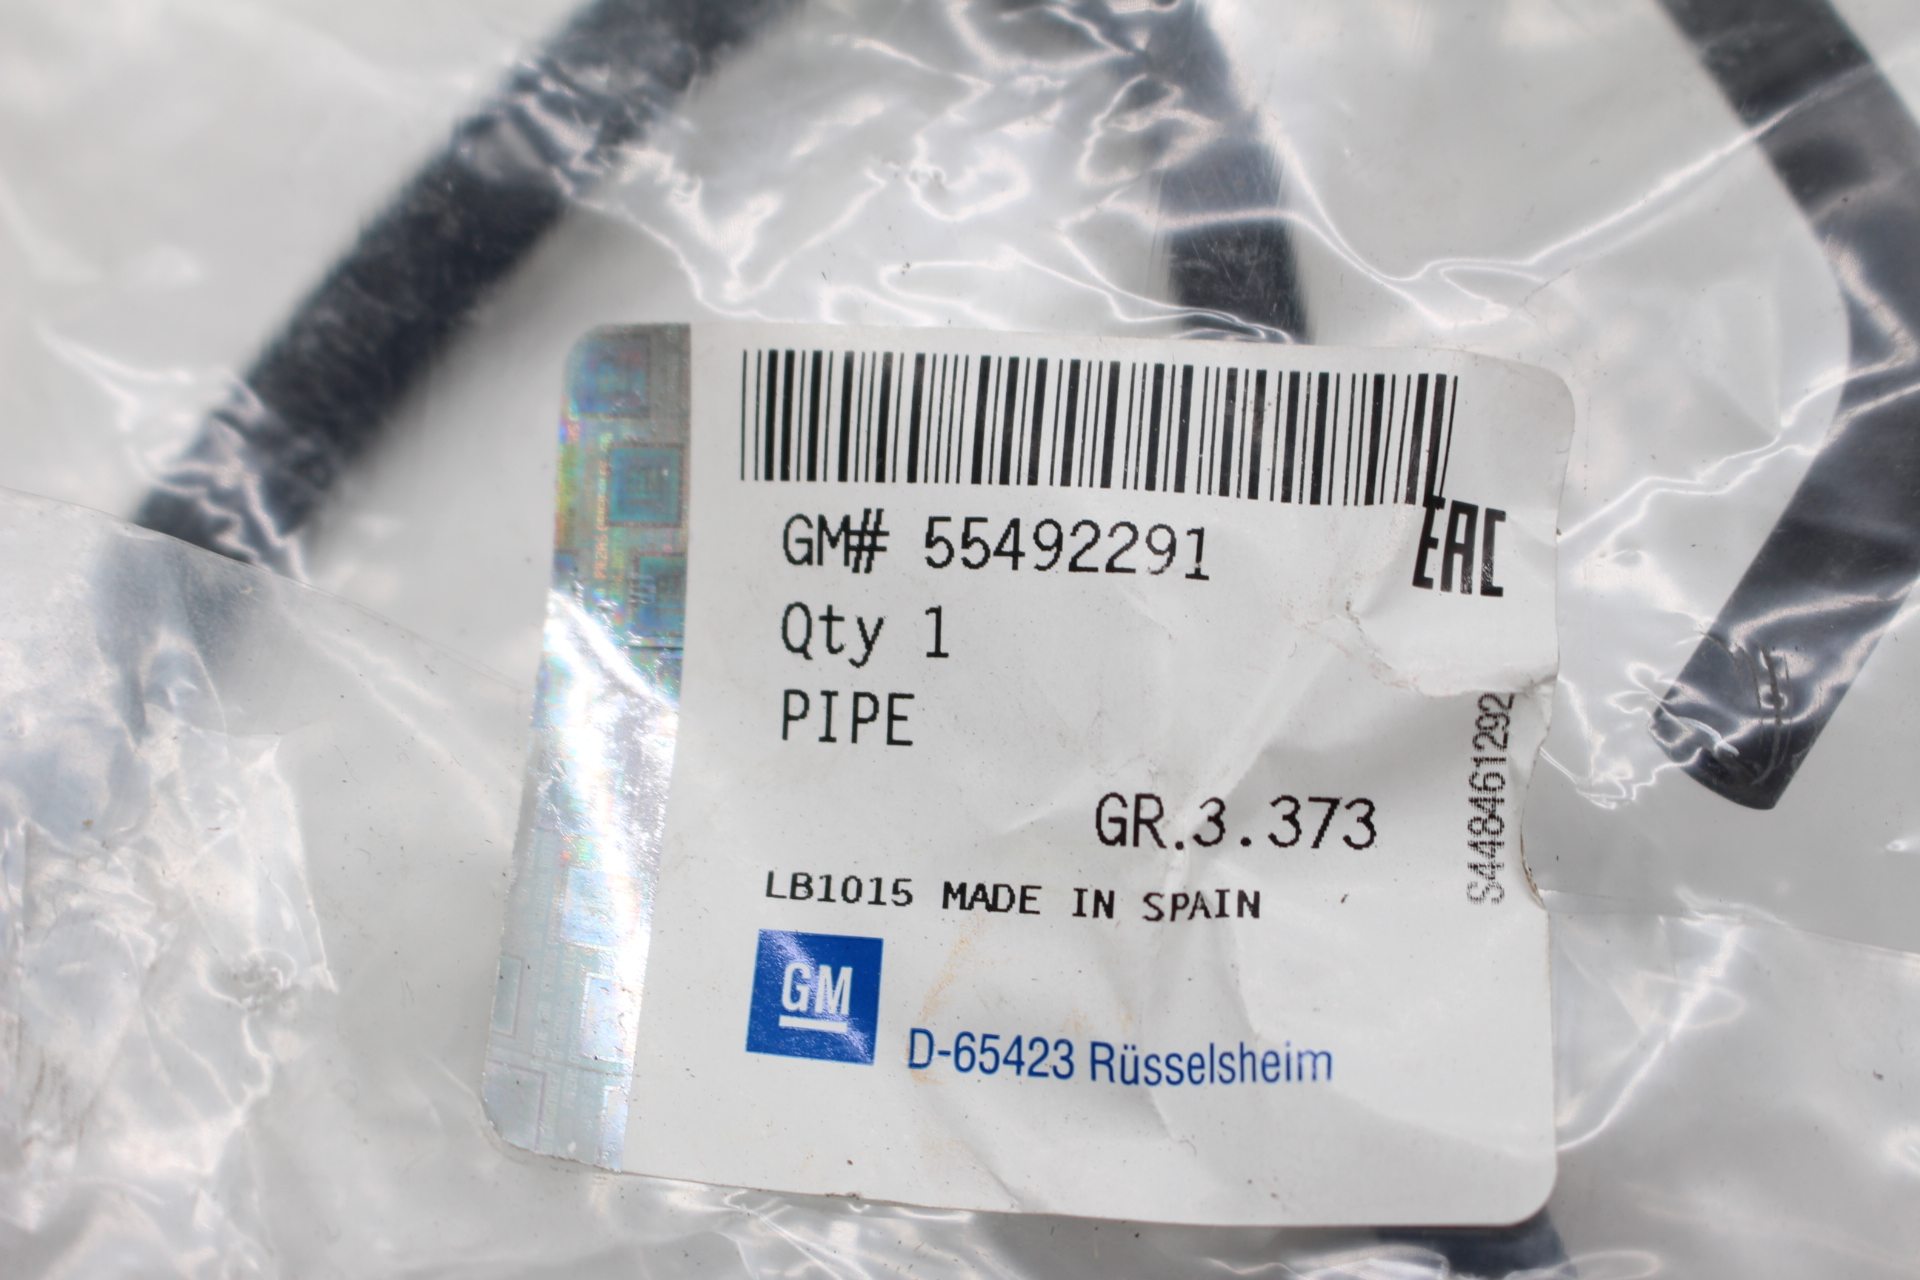 GM# 55492291
EAC
Qty 1
PIPE
GR.3.373
S448461292
LB1015 MADE IN SPAIN
GM
D-65423 Rüsselsheim